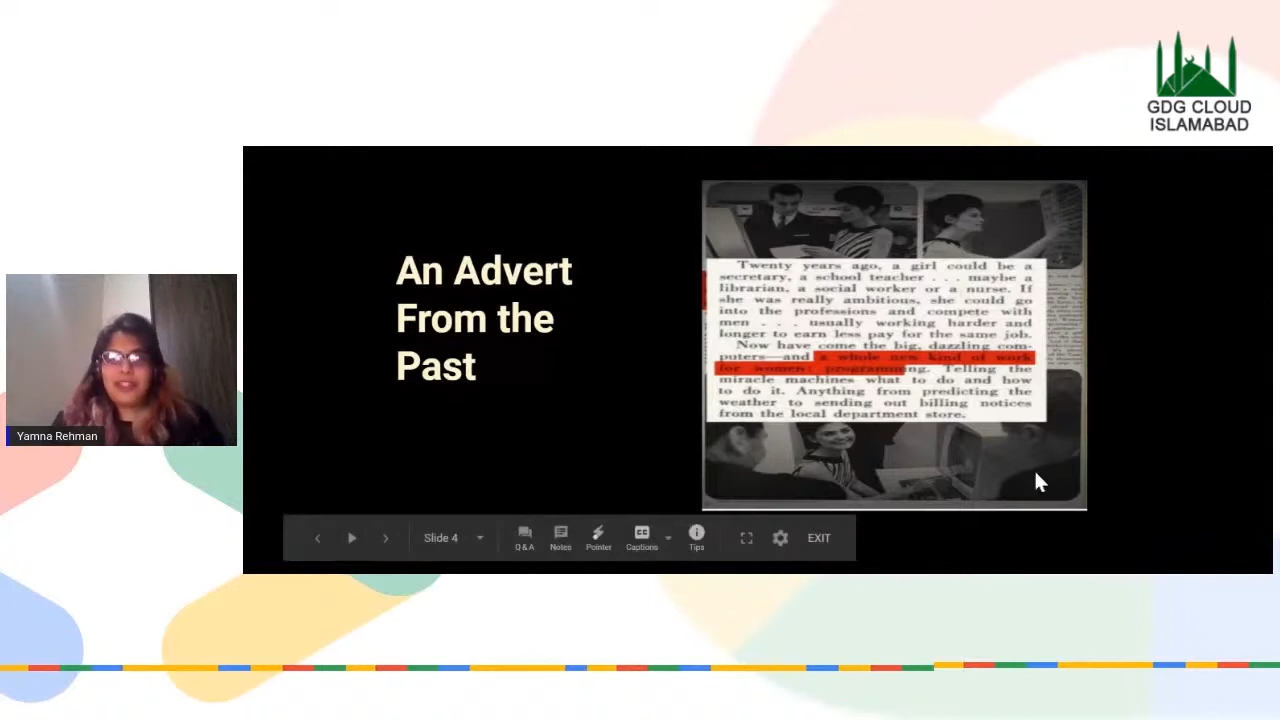 GDG CLOUD
ISLAMABAD
An Advert
From the
Past
Twenty years ago, a girl could be a
secretary, a school teacher . . . maybe a
librarian, a social worker or a nurse. If
she was really ambitious, she could go
into the professions and compete with
men . . . usually working harder and
longer to earn less pay for the same job.
Now have come the big, dazzling com-
puters—and a whole new kind of work
for women: programming. Telling the
miracle machines what to do and how
to do it. Anything from predicting the
weather to sending out billing notices
from the local department store.
Yamna Rehman
Slide 4
Q&A
Notes
Pointer
CC
Captions
Tips
EXIT